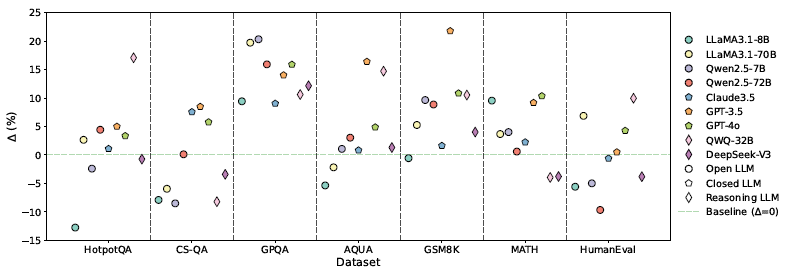 25
20
15
10
5
0
−5
−10
−15
Δ (%)
HotpotQA
CS-QA
GPQA
AQUA
GSM8K
MATH
HumanEval
Dataset
LLaMA3.1-8B
LLaMA3.1-70B
Qwen2.5-7B
Qwen2.5-72B
Claude3.5
GPT-3.5
GPT-4o
QWQ-32B
DeepSeek-V3
Open LLM
Closed LLM
Reasoning LLM
Baseline (Δ=0)